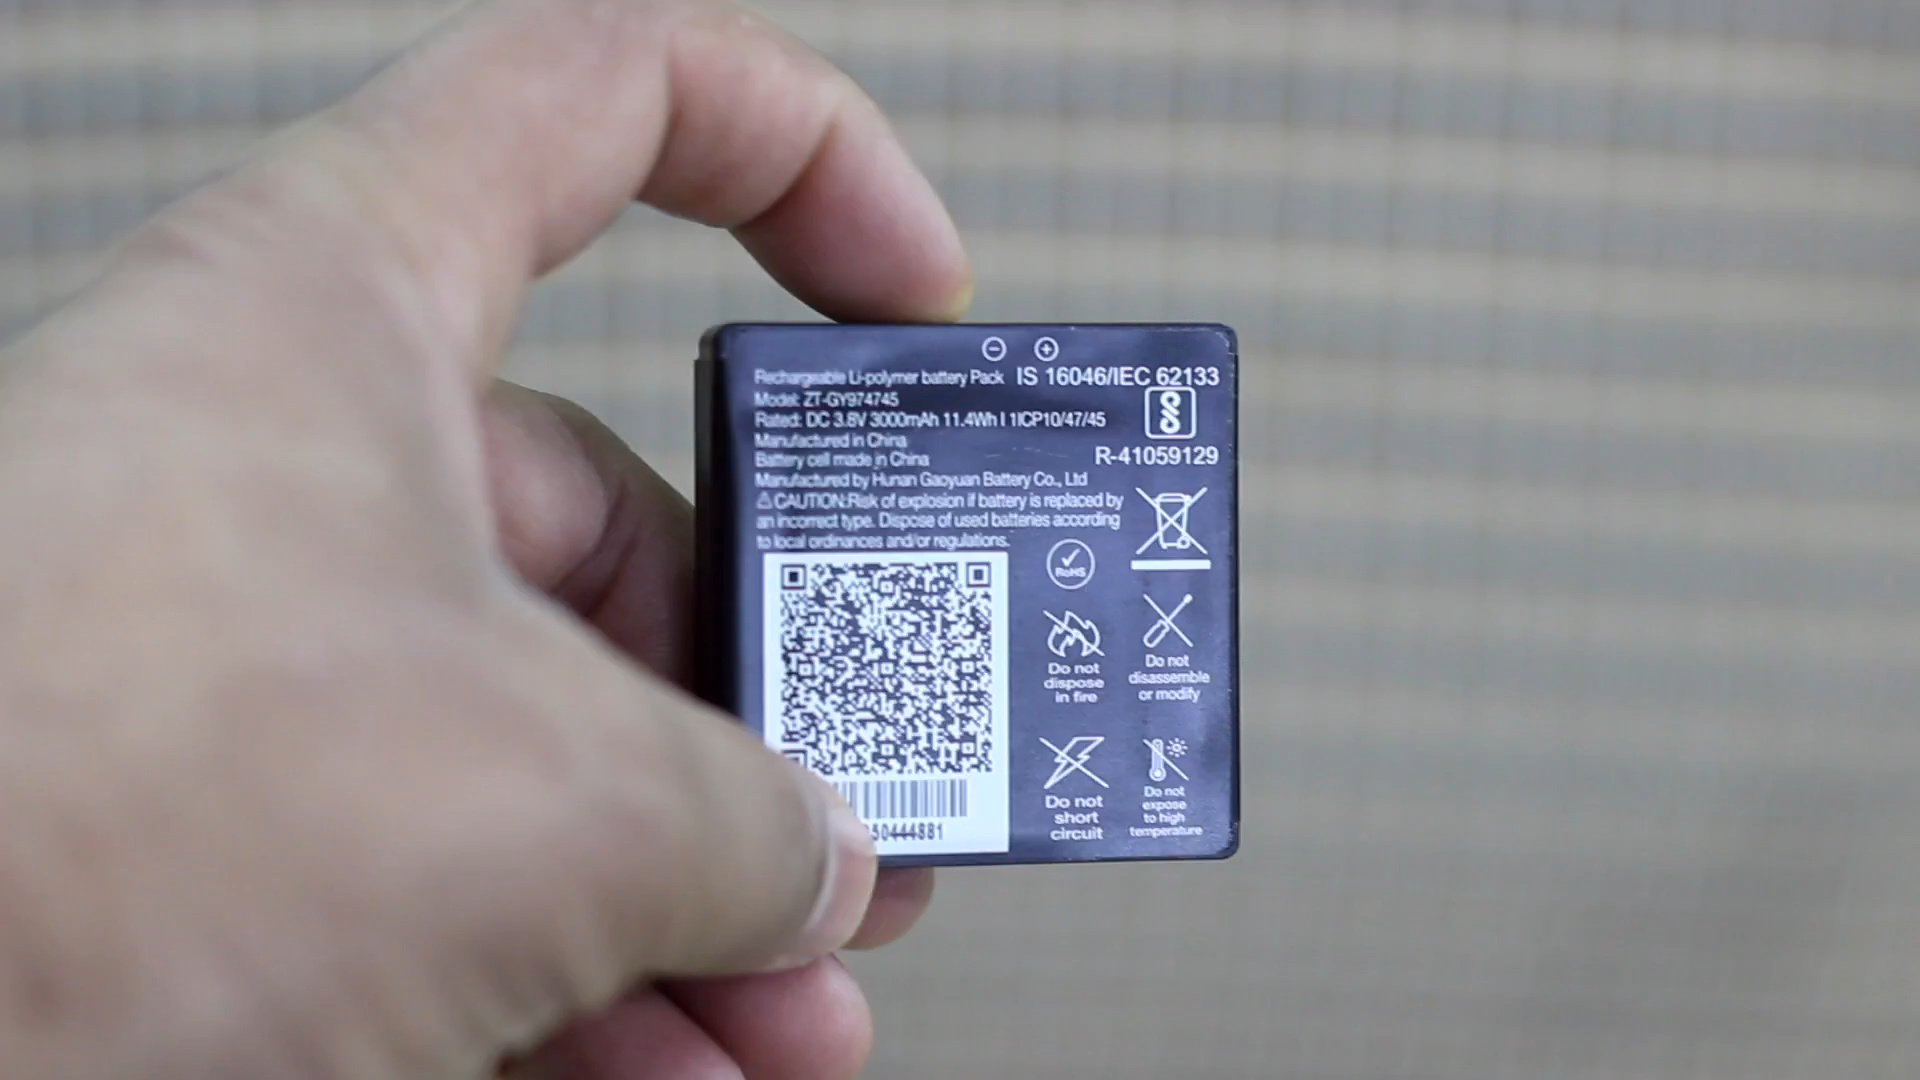 Rechargeable Li-polymer battery Pack IS 16046/IEC 62133
Model: ZT-GY974745
Rated: DC 3.8V 3000mAh 11.4Wh I 1ICP10/47/45
Manufactured in China
Battery cell made in China
R-41059129
Manufactured by Hunan Gaoyuan Battery Co., Ltd
⚠CAUTION:Risk of explosion if battery is replaced by
an incorrect type. Dispose of used batteries according
to local ordinances and/or regulations.
RoHS
Do not
dispose
in fire
Do not
disassemble
or modify
Do not
short
circuit
Do not
expose
to high
temperature
50444881